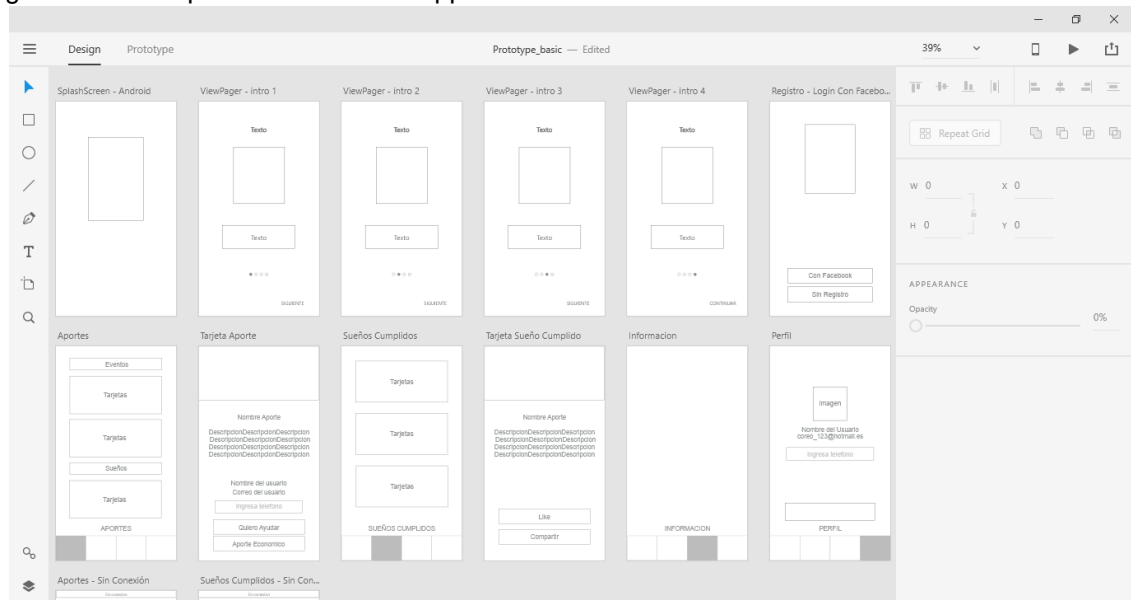 Design Prototype Prototype_basic — Edited 39%
SplashScreen - Android ViewPager - intro 1 ViewPager - intro 2 ViewPager - intro 3 ViewPager - intro 4 Registro - Login Con Facebo...
Texto Texto Texto Texto
Repeat Grid
W 0 X 0
H 0 Y 0
Texto Texto Texto Texto
Con Facebook
Sin Registro
SIGUIENTE SIGUIENTE SIGUIENTE CONTINUAR
APPEARANCE
Opacity
0%
Aportes Tarjeta Aporte Sueños Cumplidos Tarjeta Sueño Cumplido Informacion Perfil
Eventos
Tarjetas
Tarjetas
Sueños
Tarjetas
APORTES
Nombre Aporte
DescripcionDescripcionDescripcion
DescripcionDescripcionDescripcion
DescripcionDescripcionDescripcion
DescripcionDescripcionDescripcion
Nombre del usuario
Correo del usuario
Ingresa telefono
Quiero Ayudar
Aporte Economico
Tarjetas
Tarjetas
Tarjetas
SUEÑOS CUMPLIDOS
Nombre Aporte
DescripcionDescripcionDescripcion
DescripcionDescripcionDescripcion
DescripcionDescripcionDescripcion
DescripcionDescripcionDescripcion
Like
Compartir
INFORMACION
Imagen
Nombre del Usuario
coreo_123@hotmail.es
Ingresa telefono
PERFIL
Aportes - Sin Conexión Sueños Cumplidos - Sin Con...